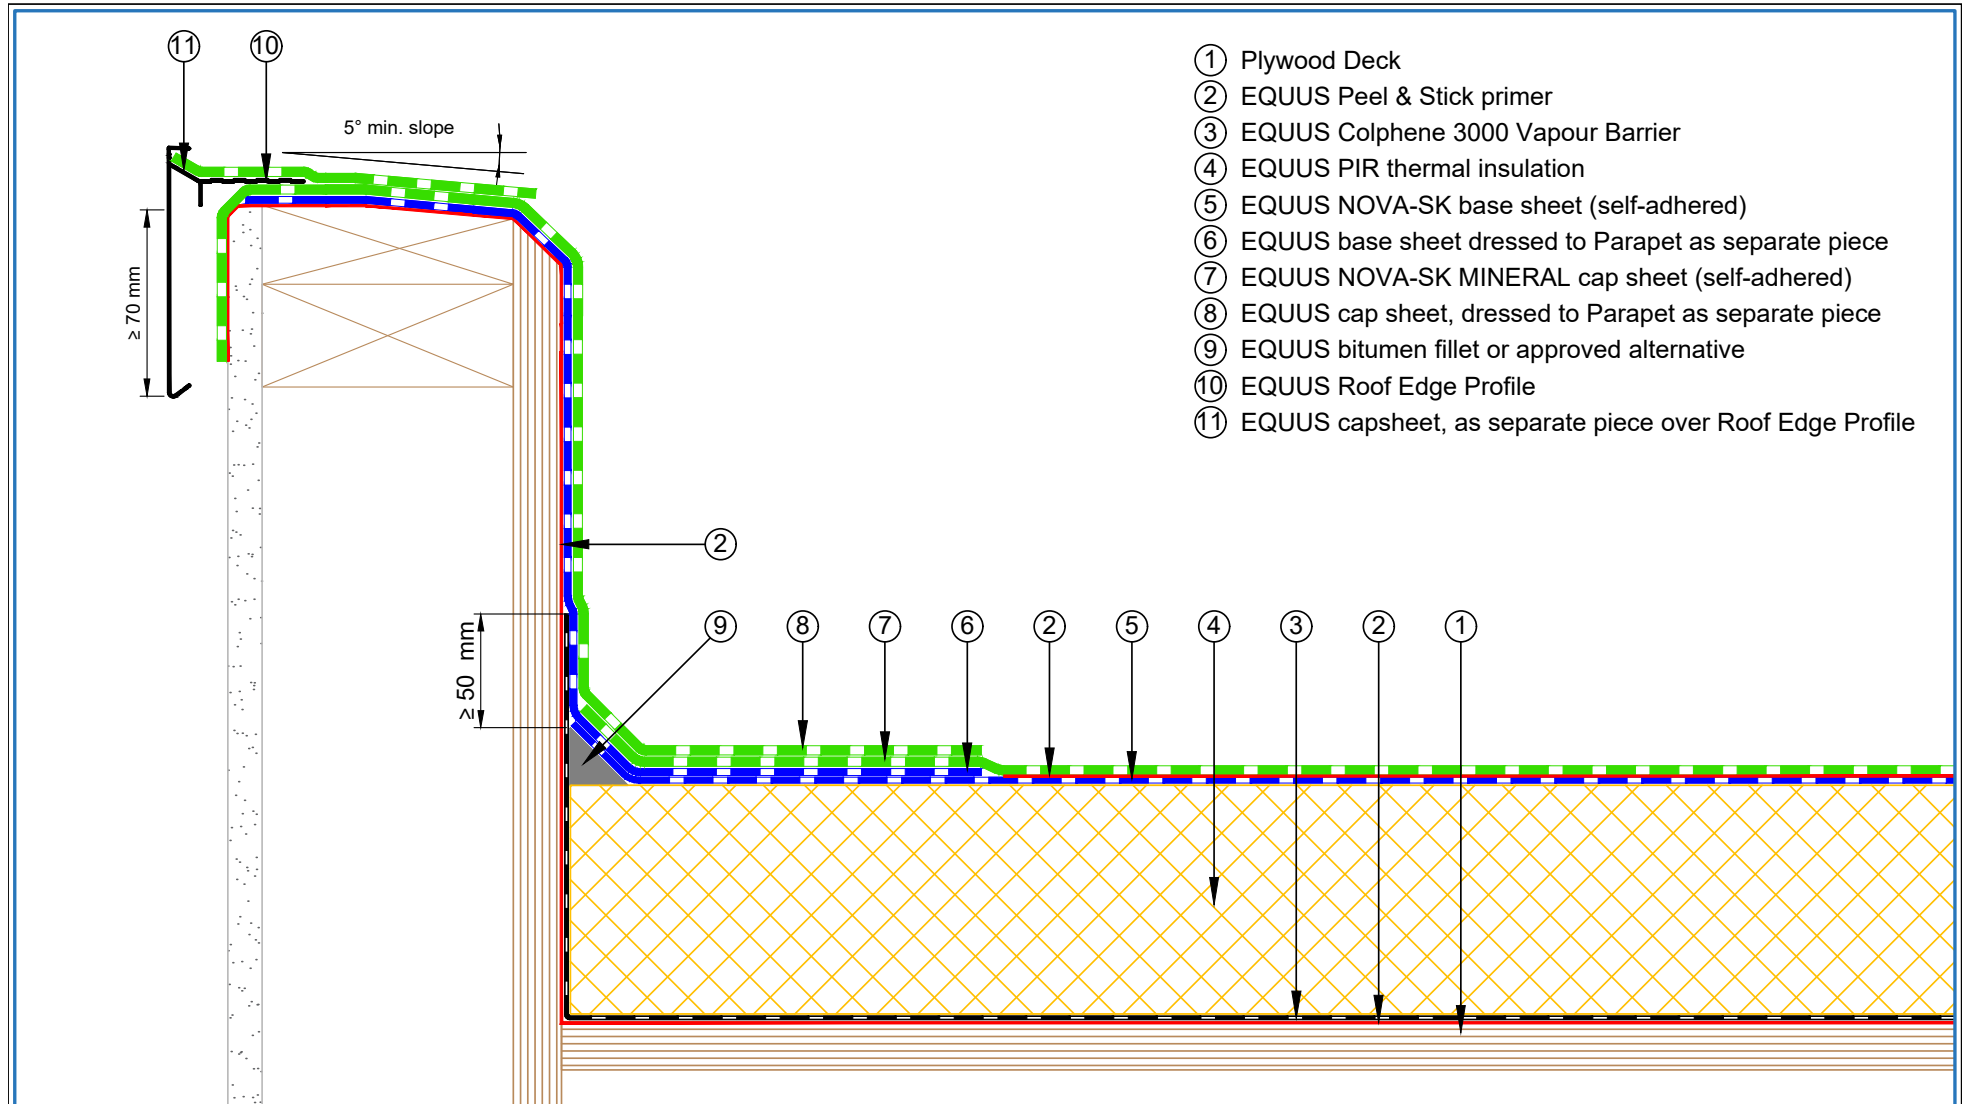 11 10
5° min. slope
≥ 70 mm
1 Plywood Deck
2 EQUUS Peel & Stick primer
3 EQUUS Colphene 3000 Vapour Barrier
4 EQUUS PIR thermal insulation
5 EQUUS NOVA-SK base sheet (self-adhered)
6 EQUUS base sheet dressed to Parapet as separate piece
7 EQUUS NOVA-SK MINERAL cap sheet (self-adhered)
8 EQUUS cap sheet, dressed to Parapet as separate piece
9 EQUUS bitumen fillet or approved alternative
10 EQUUS Roof Edge Profile
11 EQUUS capsheet, as separate piece over Roof Edge Profile
2
≥ 50 mm
9 8 7 6 2 5 4 3 2 1